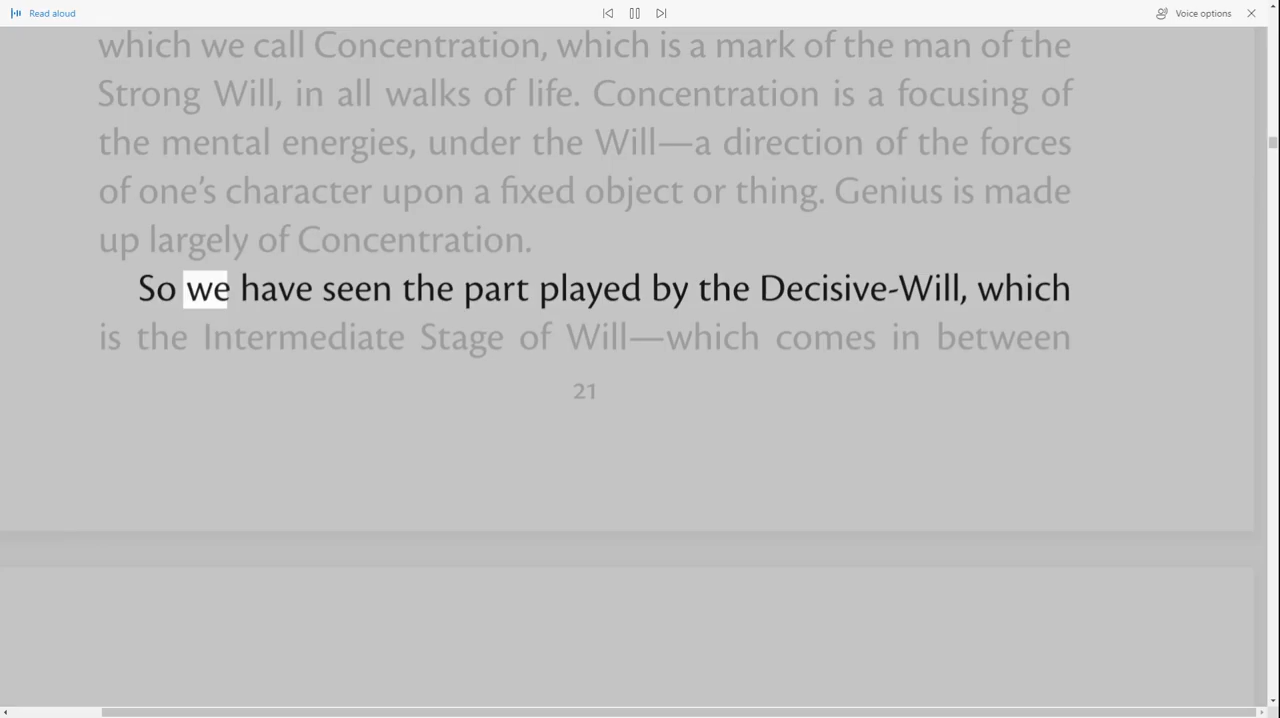 Read aloud
Voice options
which we call Concentration, which is a mark of the man of the
Strong Will, in all walks of life. Concentration is a focusing of
the mental energies, under the Will—a direction of the forces
of one’s character upon a fixed object or thing. Genius is made
up largely of Concentration.
So we have seen the part played by the Decisive-Will, which
is the Intermediate Stage of Will—which comes in between
21